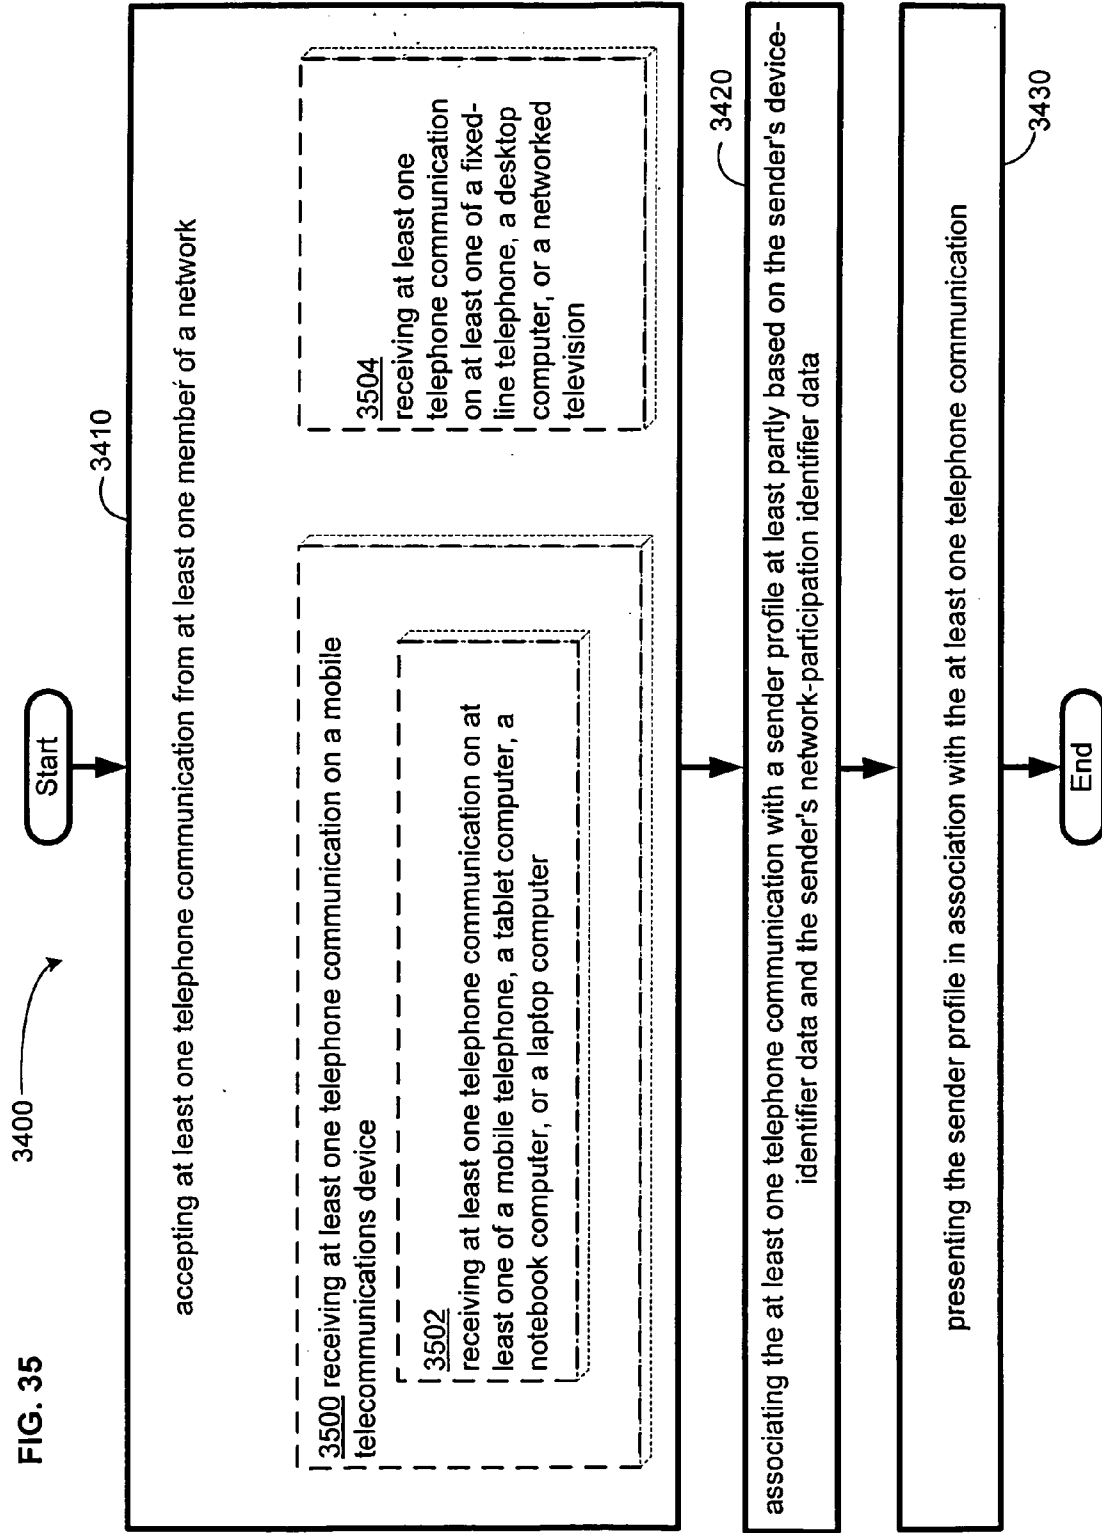 FIG. 35
3400
Start
3410
accepting at least one telephone communication from at least one member of a network
3500 receiving at least one telephone communication on a mobile
telecommunications device
3502
receiving at least one telephone communication on at
least one of a mobile telephone, a tablet computer, a
notebook computer, or a laptop computer
3504
receiving at least one
telephone communication
on at least one of a fixed-
line telephone, a desktop
computer, or a networked
television
3420
associating the at least one telephone communication with a sender profile at least partly based on the sender's device-
identifier data and the sender's network-participation identifier data
3430
presenting the sender profile in association with the at least one telephone communication
End